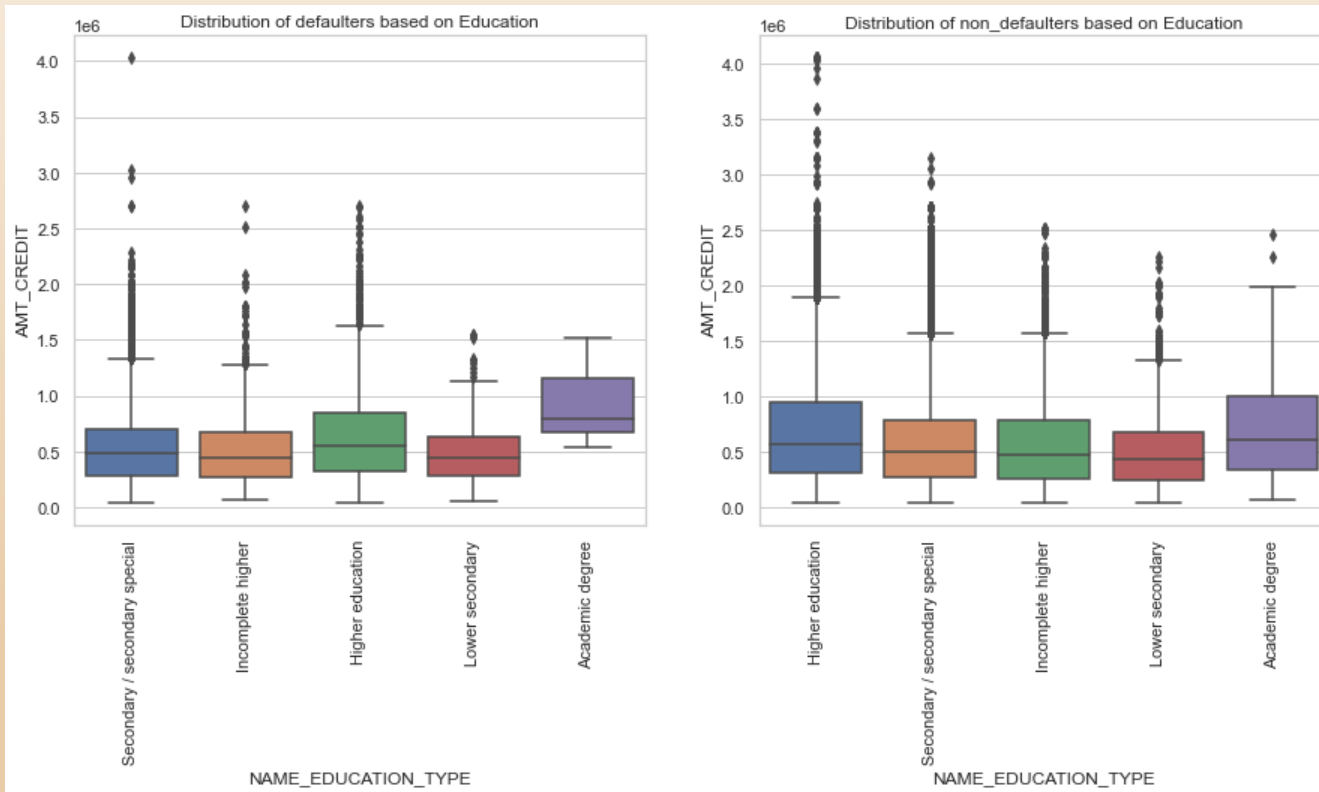 Distribution of defaulters based on Education
1e6
4.0
3.5
3.0
2.5
2.0
1.5
1.0
0.5
0.0
AMT_CREDIT
Secondary / secondary special
Incomplete higher
Higher education
Lower secondary
Academic degree
NAME_EDUCATION_TYPE
Distribution of non_defaulters based on Education
1e6
4.0
3.5
3.0
2.5
2.0
1.5
1.0
0.5
0.0
AMT_CREDIT
Higher education
Secondary / secondary special
Incomplete higher
Lower secondary
Academic degree
NAME_EDUCATION_TYPE